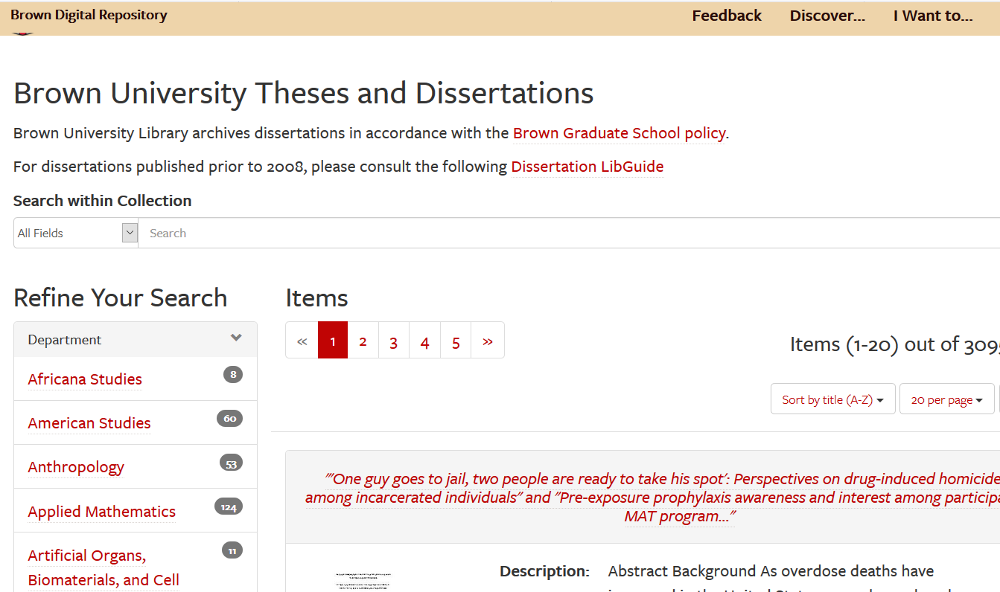 Brown Digital Repository
Feedback Discover... I Want to...
Brown University Theses and Dissertations
Brown University Library archives dissertations in accordance with the Brown Graduate School policy.
For dissertations published prior to 2008, please consult the following Dissertation LibGuide
Search within Collection
All Fields Search
Refine Your Search
Department
Africana Studies 8
American Studies 60
Anthropology 53
Applied Mathematics 124
Artificial Organs, 11
Biomaterials, and Cell
Items
« 1 2 3 4 5 »
Items (1-20) out of
Sort by title (A-Z) 20 per page
"'One guy goes to jail, two people are ready to take his spot': Perspectives on drug-induced homicide
among incarcerated individuals" and "Pre-exposure prophylaxis awareness and interest among
MAT program..."
Description: Abstract Background As overdose deaths have